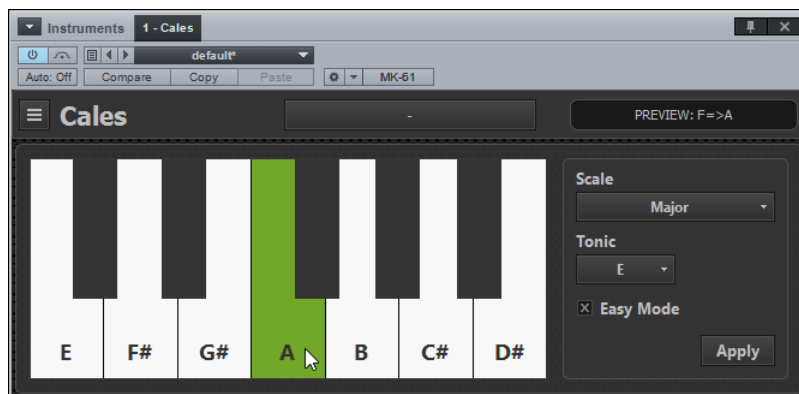 Instruments 1 - Cales
default*
Auto: Off Compare Copy Paste MK-61
Cales - PREVIEW: F=>A
Scale
Major
Tonic
E
Easy Mode
Apply
E F# G# A B C# D#